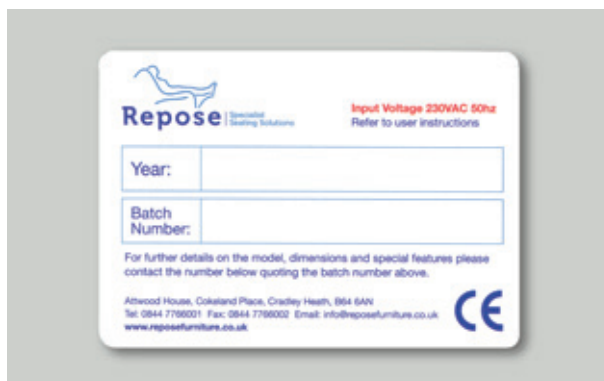 Repose
Specialist
Seating Solutions
Input Voltage 230VAC 50hz
Refer to user instructions
Year:
Batch
Number:
For further details on the model, dimensions and special features please
contact the number below quoting the batch number above.
Attwood House, Cokeland Place, Cradley Heath, B64 6AN
Tel: 0844 7766001 Fax: 0844 7766002 Email: info@reposefurniture.co.uk
www.reposefurniture.co.uk
CE